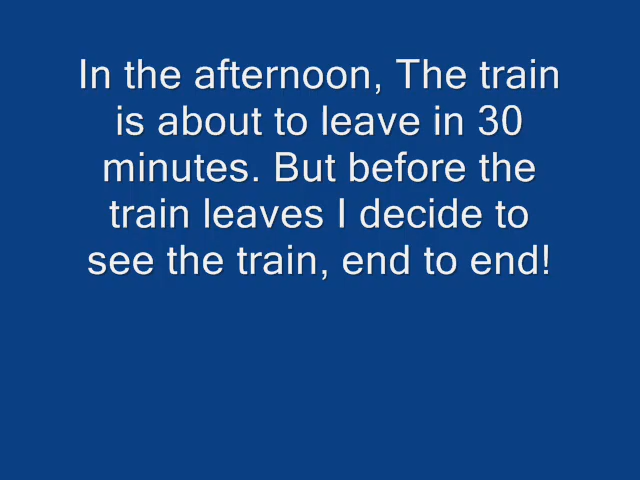 In the afternoon, The train
is about to leave in 30
minutes. But before the
train leaves I decide to
see the train, end to end!